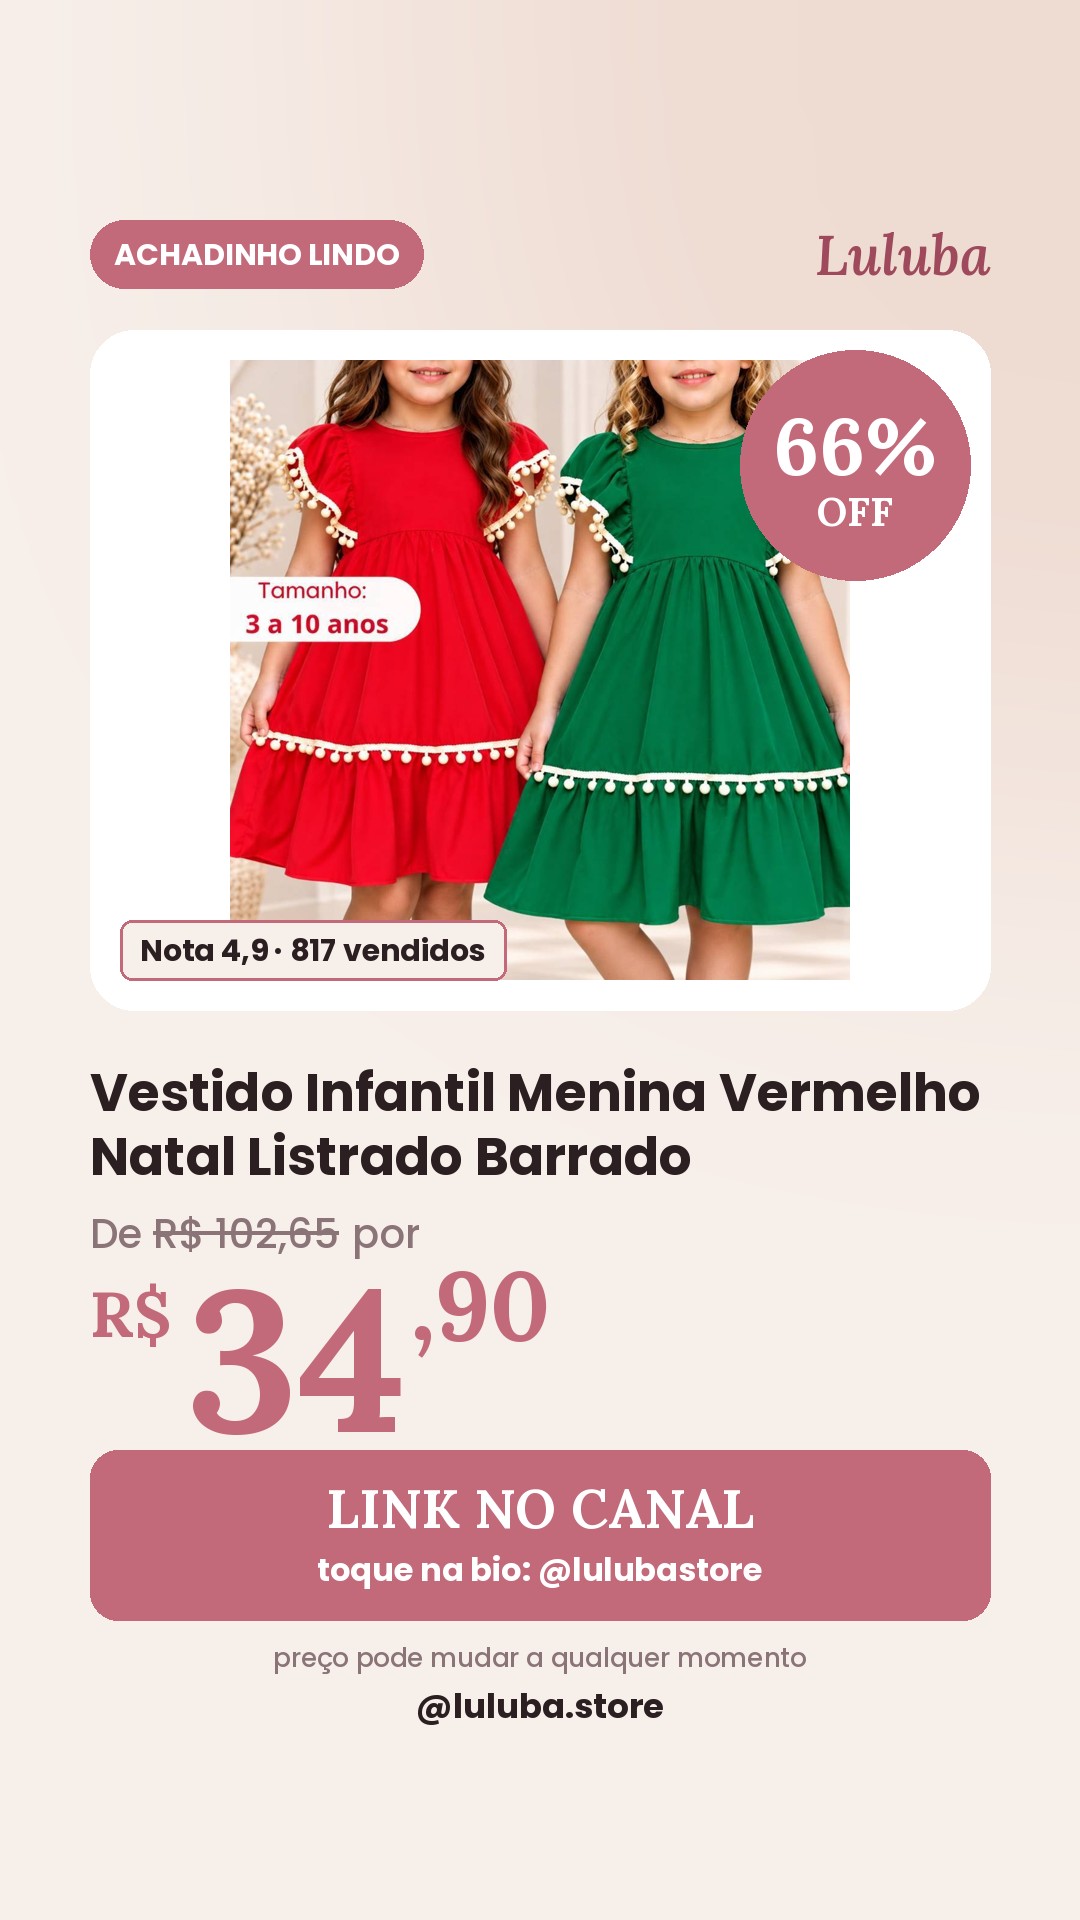 ACHADINHO LINDO
Luluba
66%
OFF
Tamanho:
3 a 10 anos
Nota 4,9 · 817 vendidos
Vestido Infantil Menina Vermelho
Natal Listrado Barrado
De R$ 102,65 por
R$ 34,90
LINK NO CANAL
toque na bio: @lulubastore
preço pode mudar a qualquer momento
@luluba.store